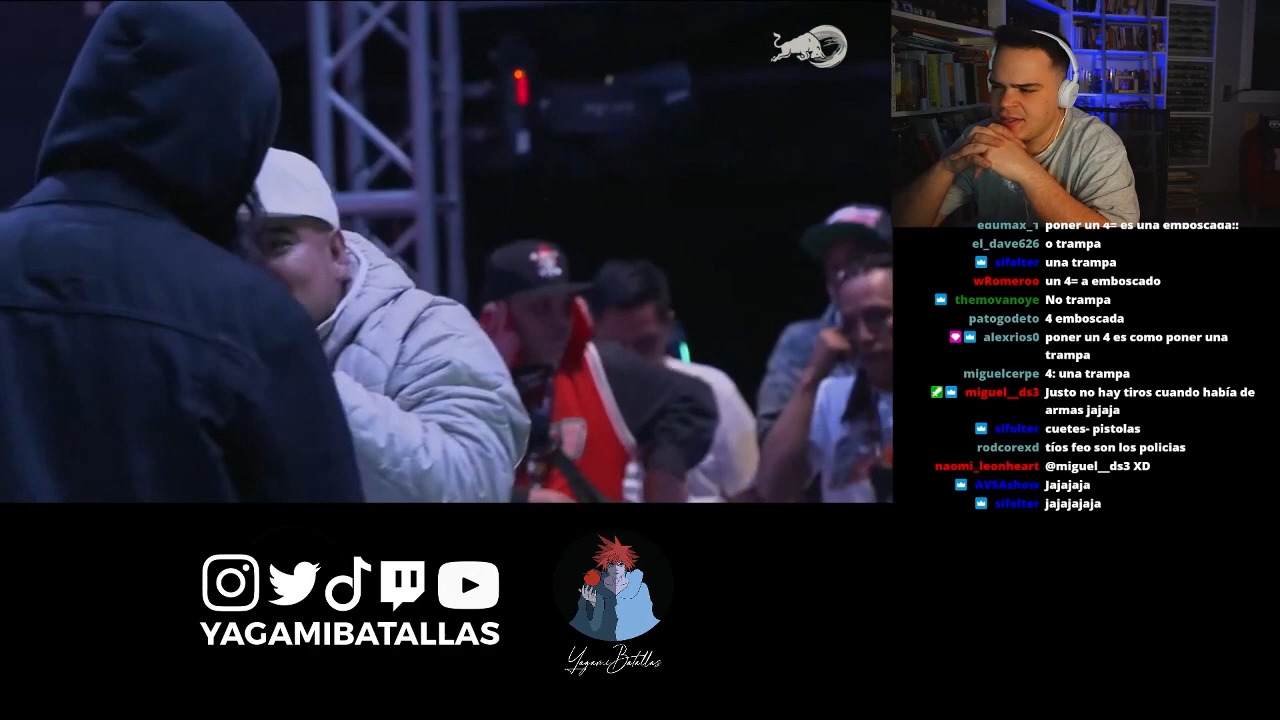 edumax_1 poner un 4= es una emboscada!!
el_dave626 o trampa
sifolter una trampa
wRomeroo un 4= a emboscado
themovanoye No trampa
patogodeto 4 emboscada
alexrios0 poner un 4 es como poner una
trampa
miguelcerpe 4: una trampa
miguel__ds3 Justo no hay tiros cuando había de
armas jajaja
sifolter cuetes- pistolas
rodcorexd tíos feo son los policias
naomi_leonheart @miguel__ds3 XD
AVSAshow Jajajaja
sifolter jajajajaja
YAGAMIBATALLAS
YagamiBatallas